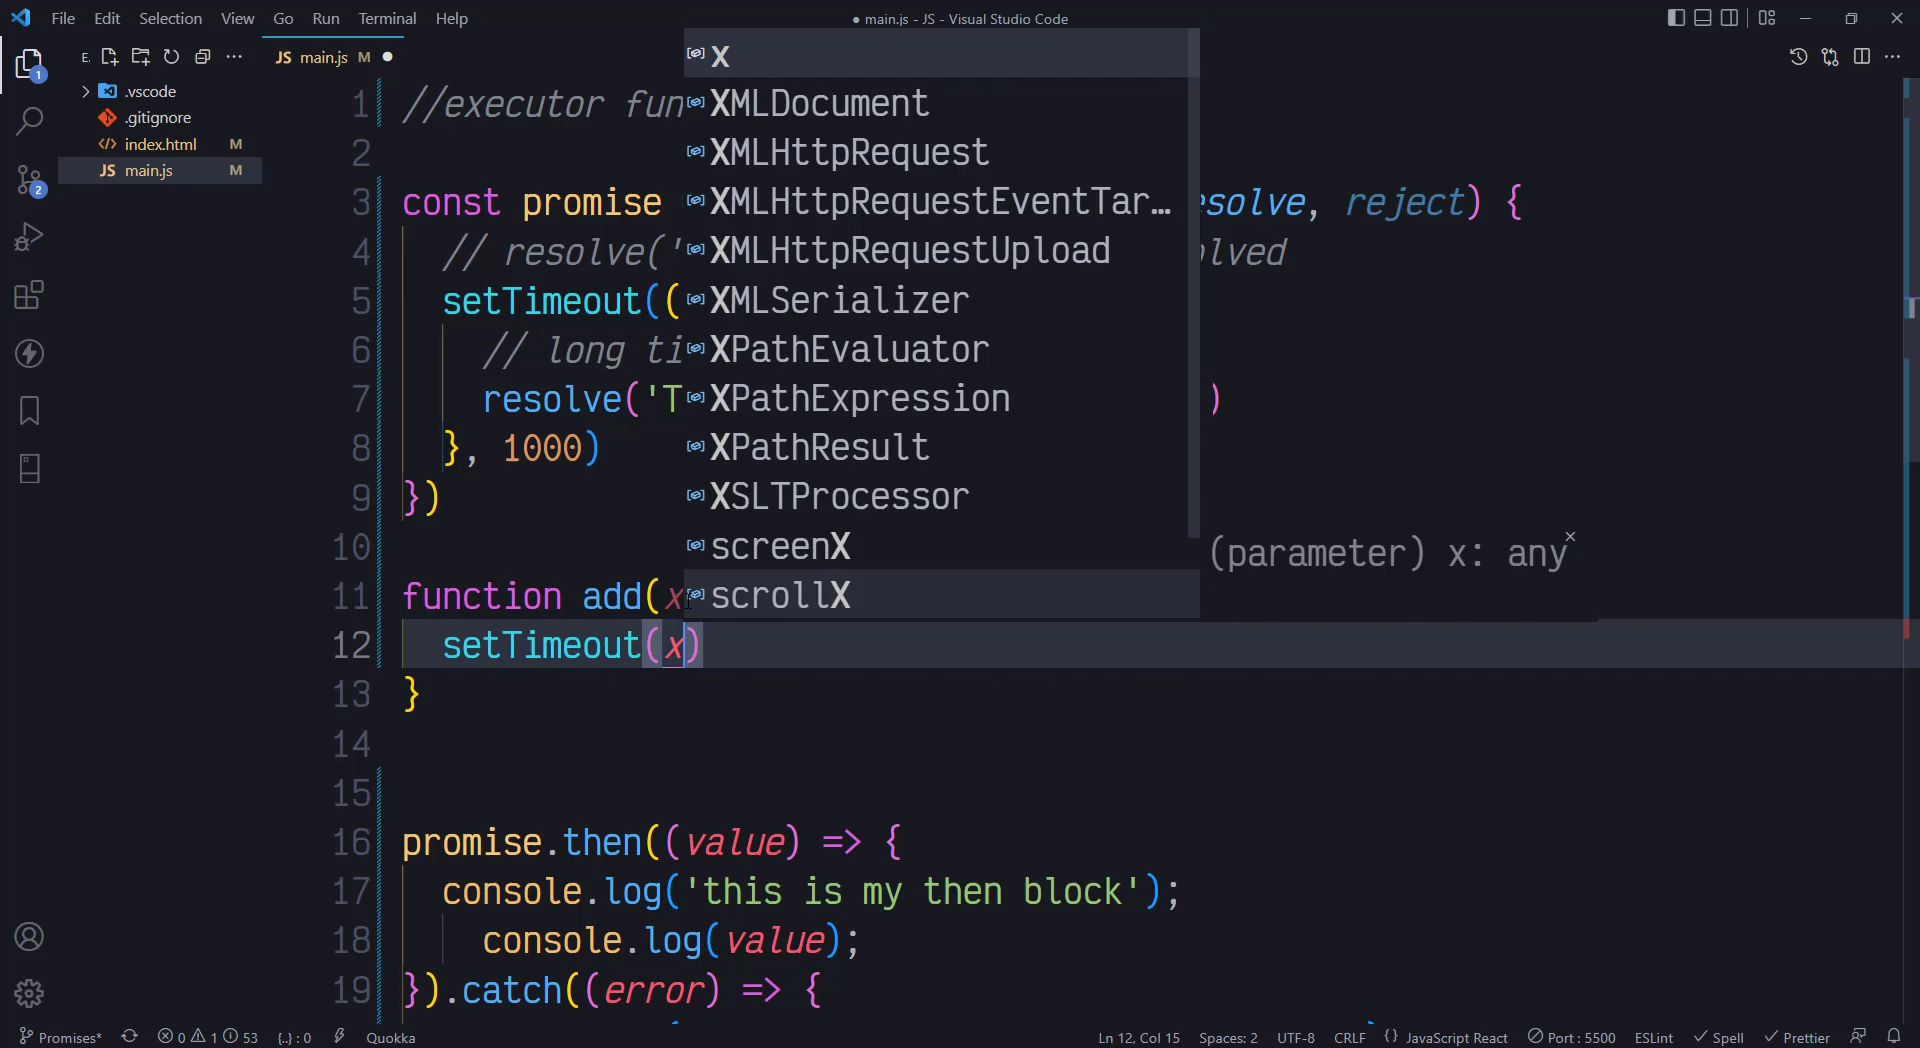 File Edit Selection View Go Run Terminal Help
● main.js - JS - Visual Studio Code
E.
JS main.js M ●
.vscode
.gitignore
index.html M
JS main.js M
1
2
1 //executor fun
2
3 const promise solve, reject) {
4 // resolve(' lved
5 setTimeout((
6 // long ti
7 resolve('T )
8 }, 1000)
9 })
10
11 function add(x
12 setTimeout(x)
13 }
14
15
16 promise.then((value) => {
17 console.log('this is my then block');
18 console.log(value);
19 }).catch((error) => {
x
XMLDocument
XMLHttpRequest
XMLHttpRequestEventTar…
XMLHttpRequestUpload
XMLSerializer
XPathEvaluator
XPathExpression
XPathResult
XSLTProcessor
screenX
scrollX
(parameter) x: any
Promises* 0 1 53 {..} : 0 Quokka
Ln 12, Col 15 Spaces: 2 UTF-8 CRLF {} JavaScript React Port : 5500 ESLint Spell Prettier